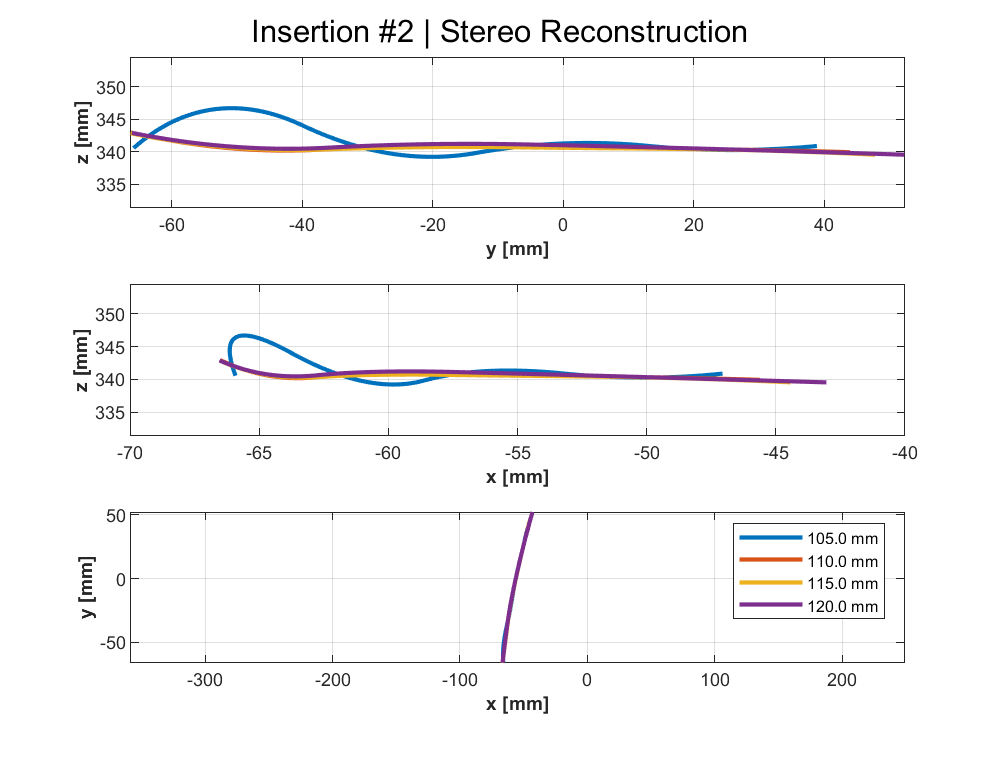 Insertion #2 | Stereo Reconstruction
350
345
340
335
z [mm]
-60 -40 -20 0 20 40
y [mm]
350
345
340
335
z [mm]
-70 -65 -60 -55 -50 -45 -40
x [mm]
50
0
-50
y [mm]
105.0 mm
110.0 mm
115.0 mm
120.0 mm
-300 -200 -100 0 100 200
x [mm]